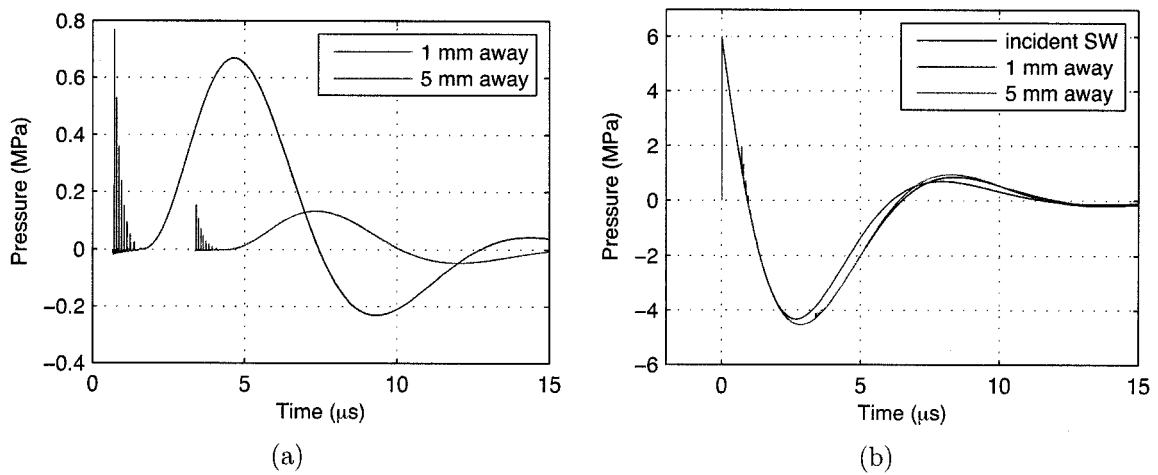 0.8
0.6
0.4
0.2
0
−0.2
−0.4
Pressure (MPa)
1 mm away
5 mm away
0 5 10 15
Time (μs)
(a)
6
4
2
0
−2
−4
−6
Pressure (MPa)
incident SW
1 mm away
5 mm away
0 5 10 15
Time (μs)
(b)